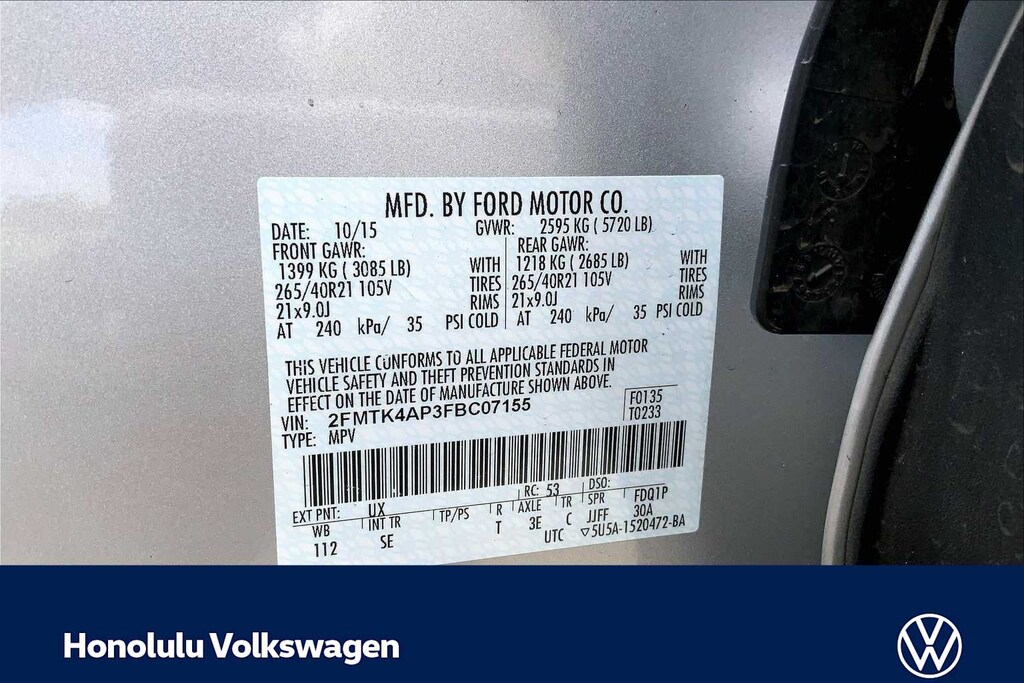 MFD. BY FORD MOTOR CO.
DATE: 10/15 GVWR: 2595 KG ( 5720 LB)
FRONT GAWR: REAR GAWR:
1399 KG ( 3085 LB) WITH 1218 KG ( 2685 LB) WITH
265/40R21 105V TIRES 265/40R21 105V TIRES
21x9.0J RIMS 21x9.0J RIMS
AT 240 kPa/ 35 PSI COLD AT 240 kPa/ 35 PSI COLD
THIS VEHICLE CONFORMS TO ALL APPLICABLE FEDERAL MOTOR
VEHICLE SAFETY AND THEFT PREVENTION STANDARDS IN
EFFECT ON THE DATE OF MANUFACTURE SHOWN ABOVE.
VIN: 2FMTK4AP3FBC07155 F0135
TYPE: MPV T0233
EXT PNT: UX RC: 53 DSO: FDQ1P
WB INT TR TP/PS R AXLE TR SPR 30A
112 SE T 3E C JJFF
UTC ▽5U5A-1520472-BA
Honolulu Volkswagen